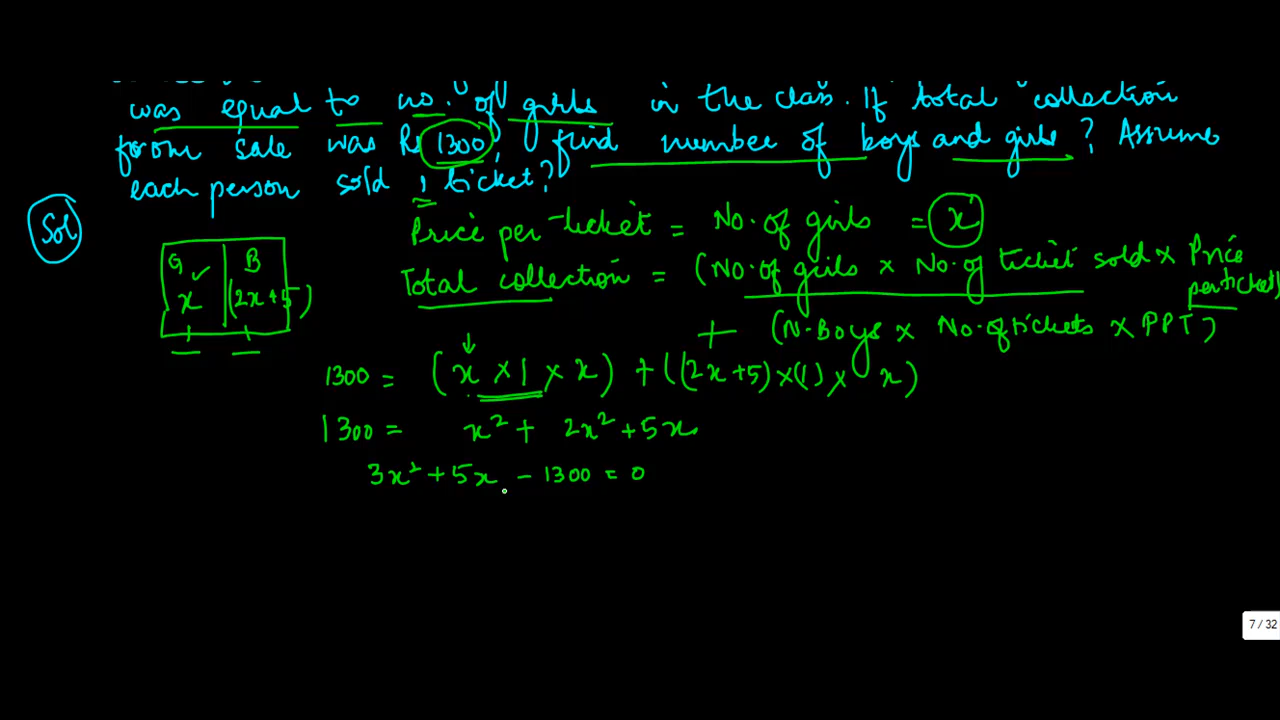 was equal to no. of girls in the class. If total collection
from sale was Rs 1300, find number of boys and girls? Assume
each person sold 1 ticket?
Sol
Price per ticket = No. of girls = x
G B
x (2x+5)
Total collection = (No. of girls × No. of ticket sold × Price per ticket)
+ (N. Boys × No. of tickets × PPT)
1300 = (x × 1 × x) + ((2x+5)×(1)× x)
1300 = x² + 2x² + 5x
3x² + 5x - 1300 = 0
7 / 32